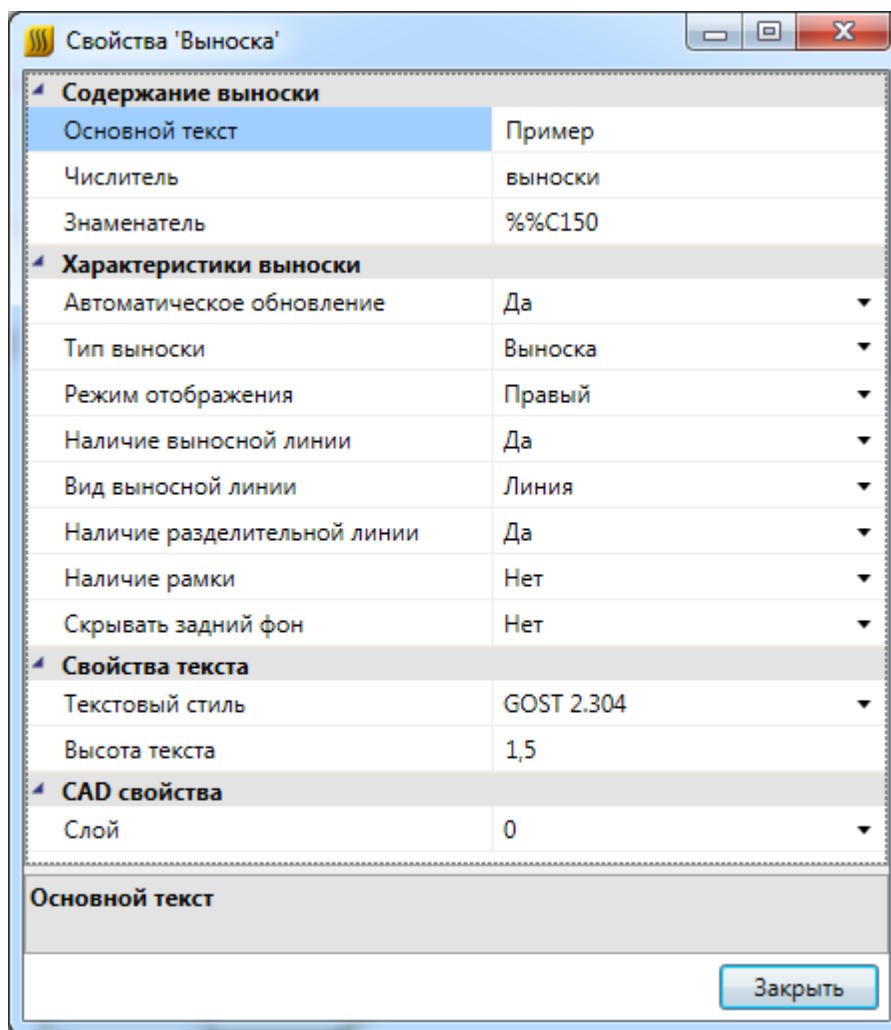 Свойства 'Выноска'
Содержание выноски
Основной текст Пример
Числитель выноски
Знаменатель %%C150
Характеристики выноски
Автоматическое обновление Да
Тип выноски Выноска
Режим отображения Правый
Наличие выносной линии Да
Вид выносной линии Линия
Наличие разделительной линии Да
Наличие рамки Нет
Скрывать задний фон Нет
Свойства текста
Текстовый стиль GOST 2.304
Высота текста 1,5
CAD свойства
Слой 0
Основной текст
Закрыть